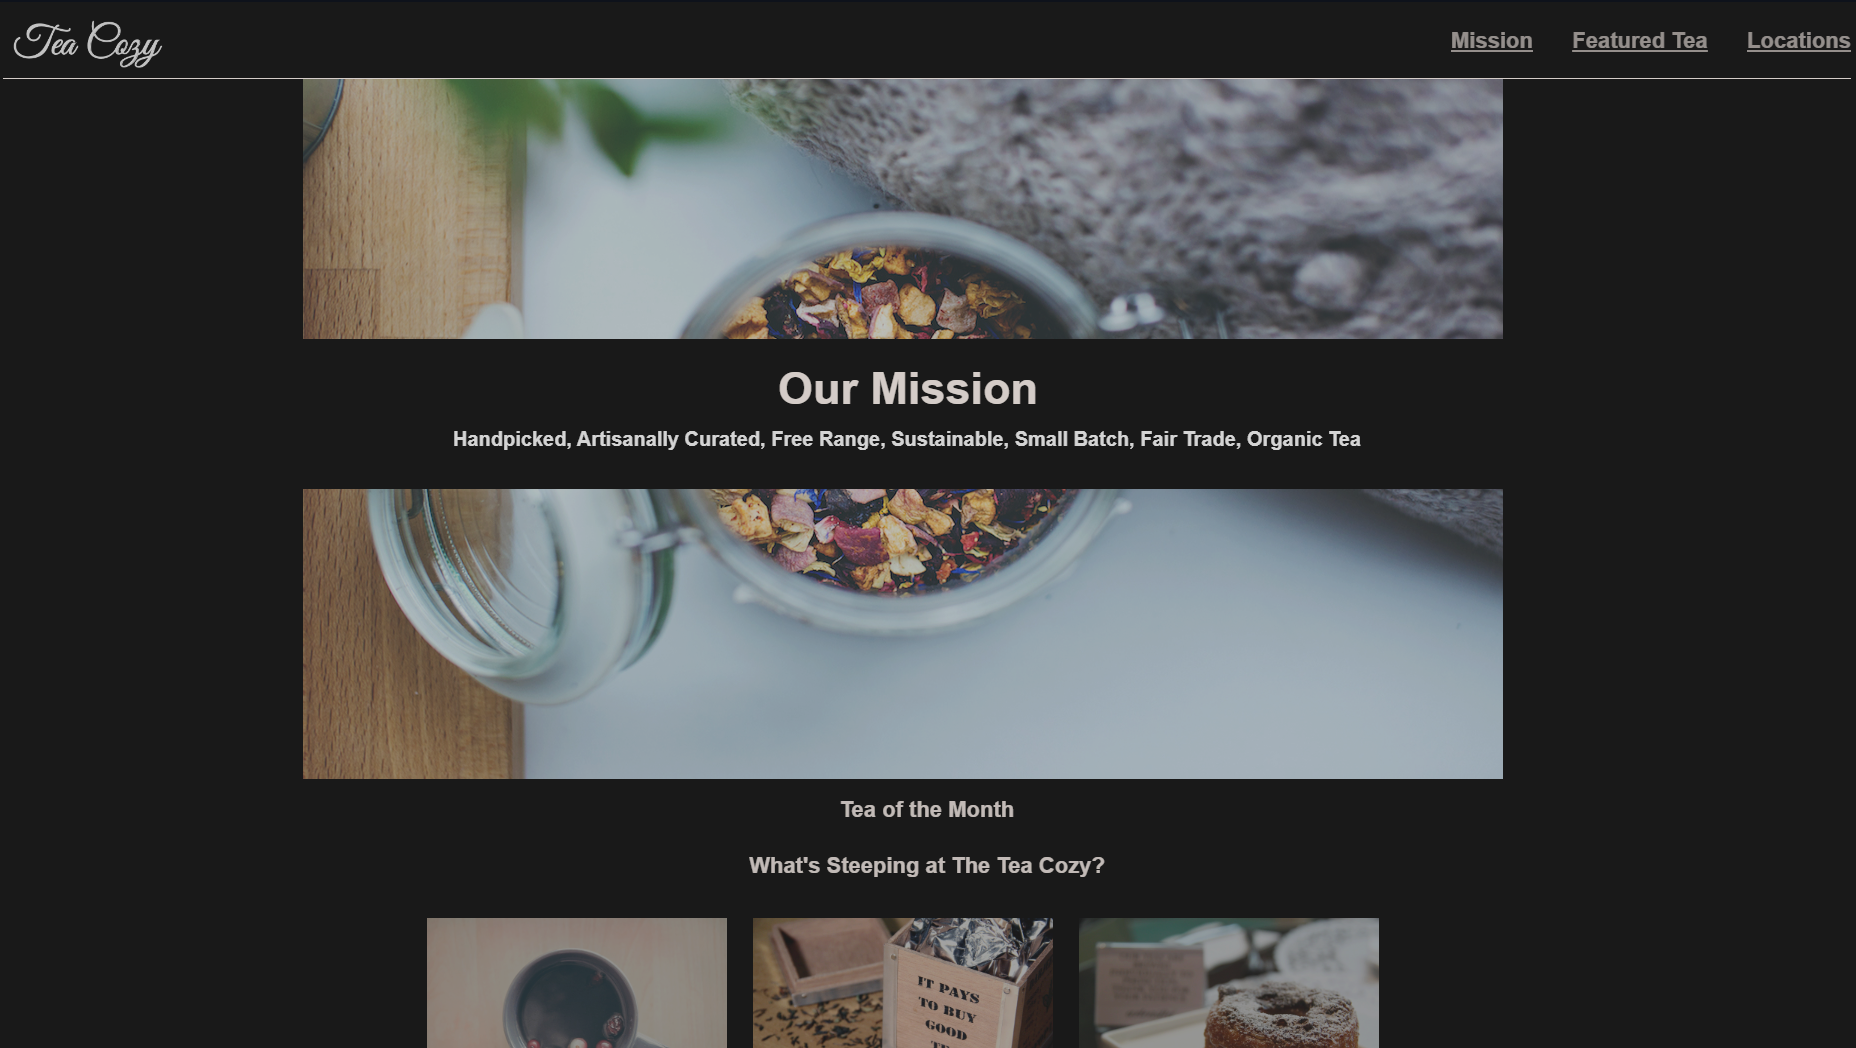 Tea Cozy
Mission
Featured Tea
Locations
Our Mission
Handpicked, Artisanally Curated, Free Range, Sustainable, Small Batch, Fair Trade, Organic Tea
Tea of the Month
What's Steeping at The Tea Cozy?
IT PAYS
TO BUY
GOOD